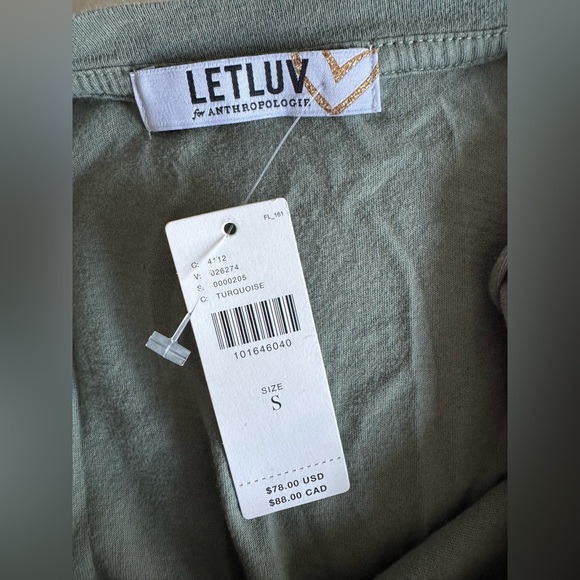 LETLUV
for ANTHROPOLOGIE
FL_161
C: 4112
V: 026274
S: 0000205
C: TURQUOISE
101646040
SIZE
S
$78.00 USD
$88.00 CAD